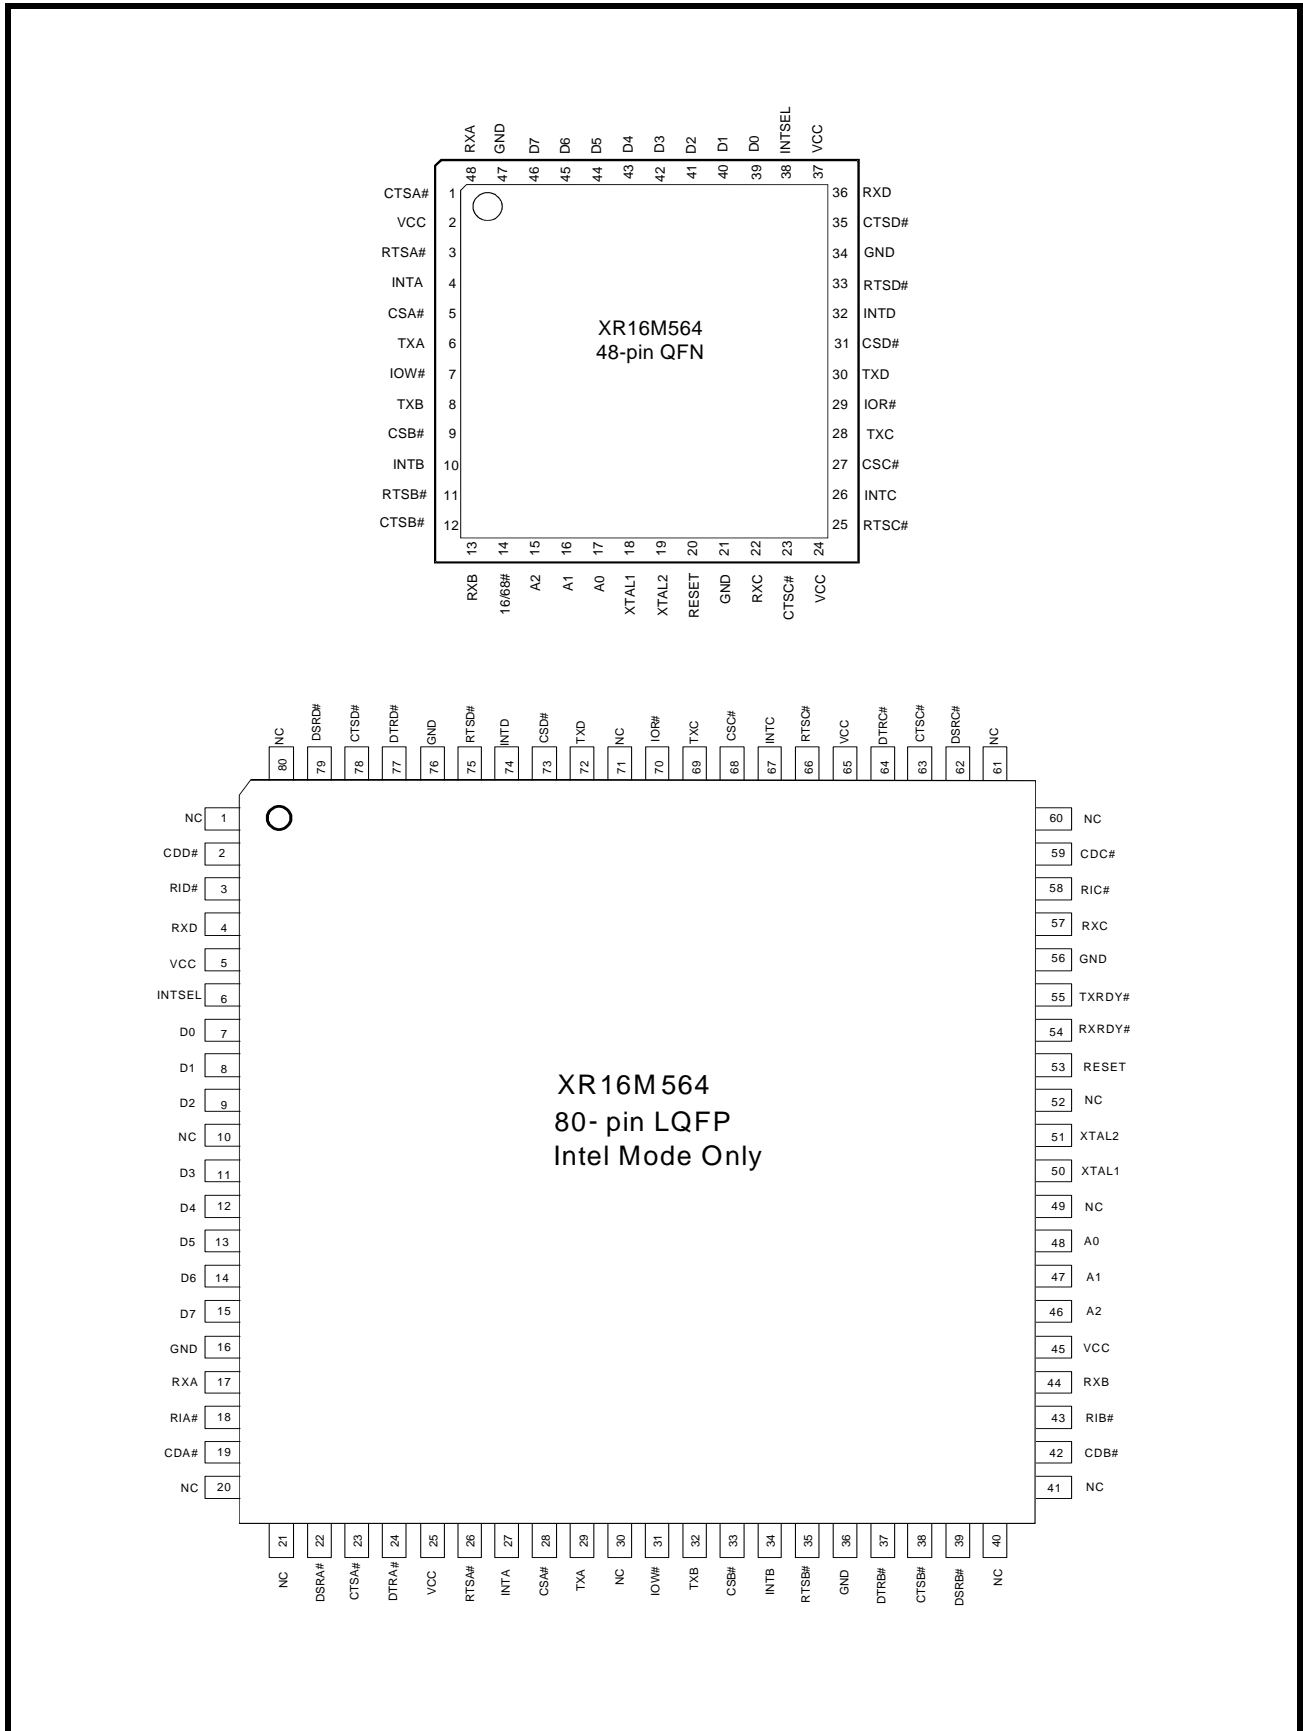 RXA GND D7 D6 D5 D4 D3 D2 D1 D0 INTSEL VCC
48 47 46 45 44 43 42 41 40 39 38 37
CTSA# 1 36 RXD
VCC 2 35 CTSD#
RTSA# 3 34 GND
INTA 4 33 RTSD#
CSA# 5 32 INTD
XR16M564
TXA 6 31 CSD#
48-pin QFN
IOW# 7 30 TXD
TXB 8 29 IOR#
CSB# 9 28 TXC
INTB 10 27 CSC#
RTSB# 11 26 INTC
CTSB# 12 25 RTSC#
13 14 15 16 17 18 19 20 21 22 23 24
RXB 16/68# A2 A1 A0 XTAL1 XTAL2 RESET GND RXC CTSC# VCC
NC DSRD# CTSD# DTRD# GND RTSD# INTD CSD# TXD NC IOR# TXC CSC# INTC RTSC# VCC DTRC# CTSC# DSRC# NC
80 79 78 77 76 75 74 73 72 71 70 69 68 67 66 65 64 63 62 61
NC 1 60 NC
CDD# 2 59 CDC#
RID# 3 58 RIC#
RXD 4 57 RXC
VCC 5 56 GND
INTSEL 6 55 TXRDY#
D0 7 54 RXRDY#
D1 8 53 RESET
XR16M564
D2 9 52 NC
80- pin LQFP
NC 10 51 XTAL2
Intel Mode Only
D3 11 50 XTAL1
D4 12 49 NC
D5 13 48 A0
D6 14 47 A1
D7 15 46 A2
GND 16 45 VCC
RXA 17 44 RXB
RIA# 18 43 RIB#
CDA# 19 42 CDB#
NC 20 41 NC
21 22 23 24 25 26 27 28 29 30 31 32 33 34 35 36 37 38 39 40
NC DSRA# CTSA# DTRA# VCC RTSA# INTA CSA# TXA NC IOW# TXB CSB# INTB RTSB# GND DTRB# CTSB# DSRB# NC